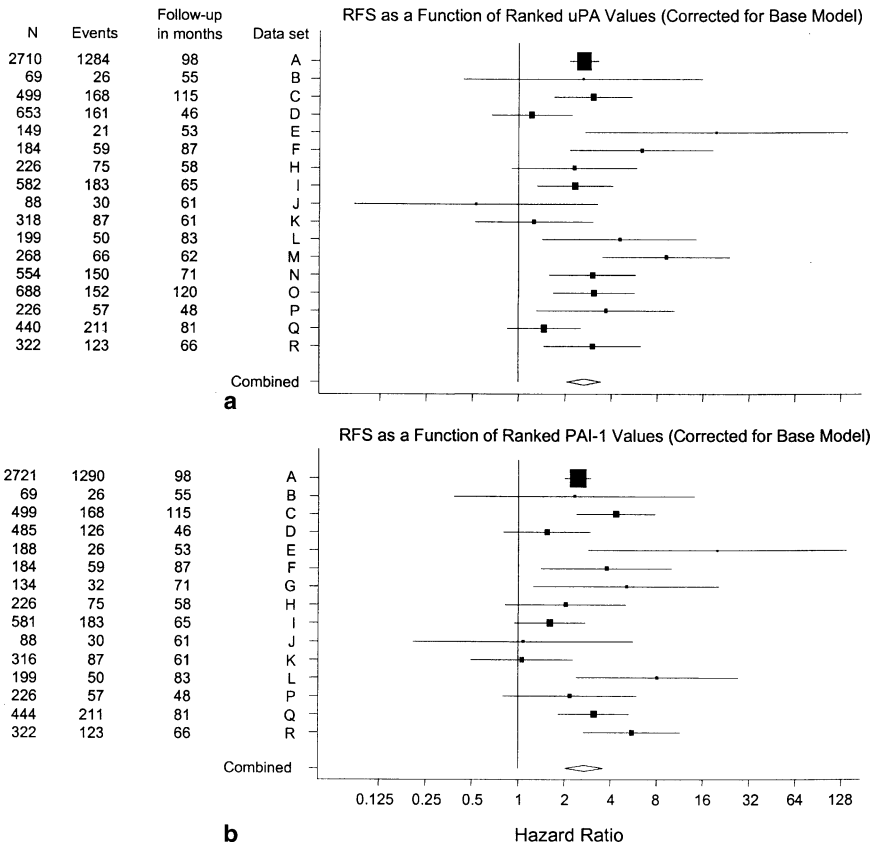 RFS as a Function of Ranked uPA Values (Corrected for Base Model)
N Events Follow-up in months Data set
2710 1284 98 A
69 26 55 B
499 168 115 C
653 161 46 D
149 21 53 E
184 59 87 F
226 75 58 H
582 183 65 I
88 30 61 J
318 87 61 K
199 50 83 L
268 66 62 M
554 150 71 N
688 152 120 O
226 57 48 P
440 211 81 Q
322 123 66 R
Combined
a
RFS as a Function of Ranked PAI-1 Values (Corrected for Base Model)
2721 1290 98 A
69 26 55 B
499 168 115 C
485 126 46 D
188 26 53 E
184 59 87 F
134 32 71 G
226 75 58 H
581 183 65 I
88 30 61 J
316 87 61 K
199 50 83 L
226 57 48 P
444 211 81 Q
322 123 66 R
Combined
0.125 0.25 0.5 1 2 4 8 16 32 64 128
b
Hazard Ratio